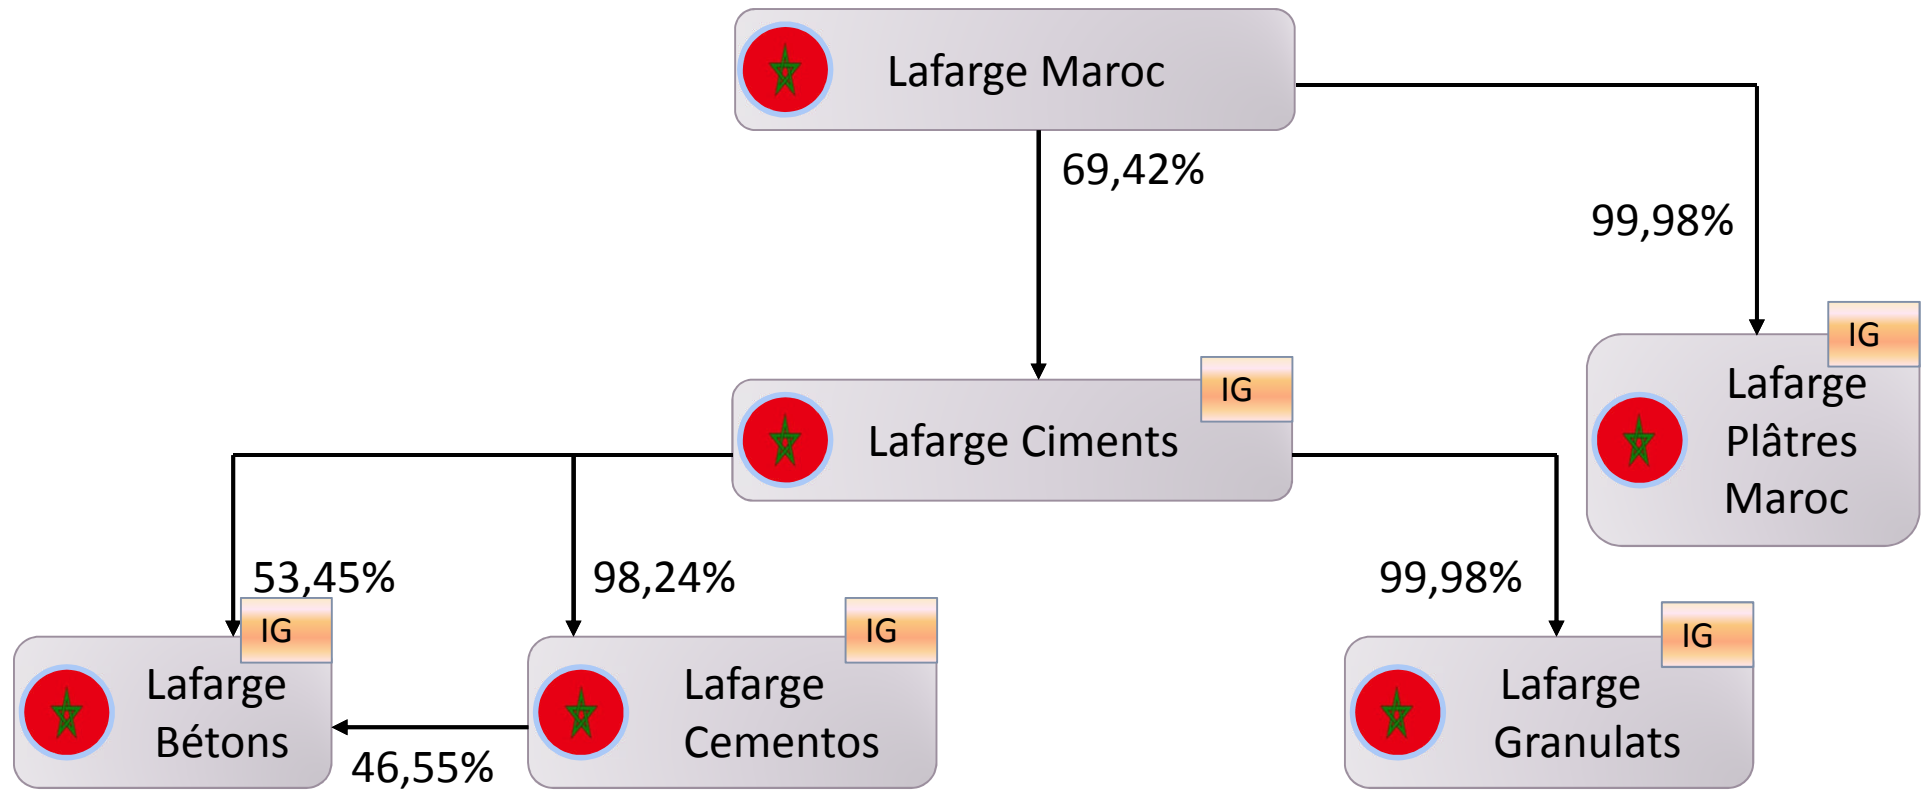 Lafarge Maroc
69,42%
99,98%
IG
Lafarge
Plâtres
Maroc
IG
Lafarge Ciments
53,45%
98,24%
99,98%
IG
Lafarge
Bétons
46,55%
IG
Lafarge
Cementos
IG
Lafarge
Granulats